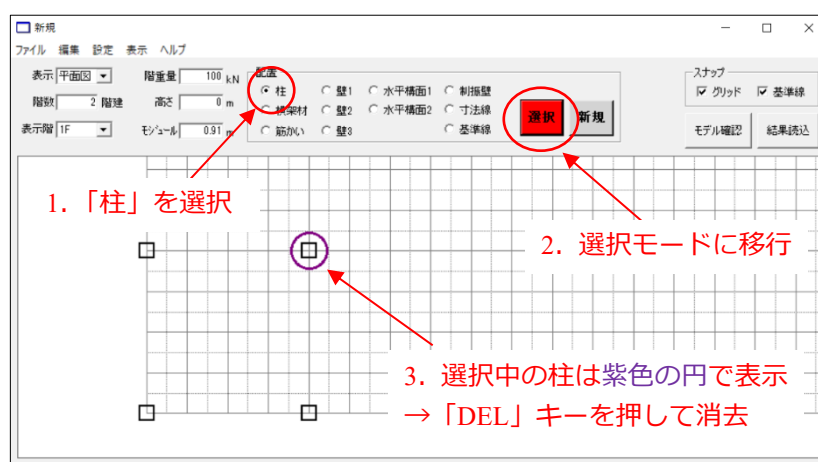 新規
ファイル 編集 設定 表示 ヘルプ
表示 平面図 階重量 100 kN 配置 スナップ
柱 壁1 水平構面1 制振壁 グリッド 基準線
階数 2 階建 高さ 0 m 横架材 壁2 水平構面2 寸法線 選択 新規
表示階 1F モジュール 0.91 m 筋かい 壁3 基準線 モデル確認 結果読込
1.「柱」を選択
2. 選択モードに移行
3. 選択中の柱は紫色の円で表示
→「DEL」キーを押して消去